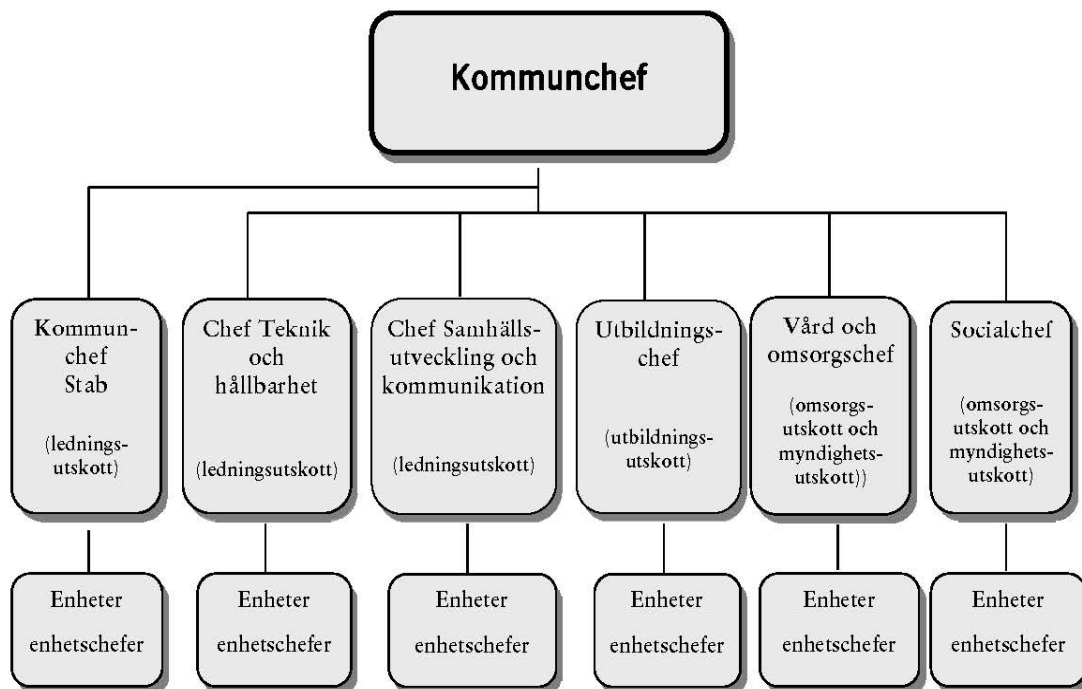 Kommunchef
Kommun-
chef
Stab
(lednings-
utskott)
Chef Teknik
och
hållbarhet
(ledningsutskott)
Chef Samhälls-
utveckling och
kommunikation
(ledningsutskott)
Utbildnings-
chef
(utbildnings-
utskott)
Vård och
omsorgschef
(omsorgs-
utskott och
myndighets-
utskott))
Socialchef
(omsorgs-
utskott och
myndighets-
utskott)
Enheter
enhetschefer
Enheter
enhetschefer
Enheter
enhetschefer
Enheter
enhetschefer
Enheter
enhetschefer
Enheter
enhetschefer